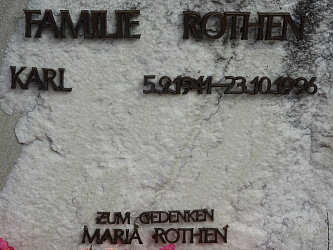 FAMILIE ROTHEN
KARL 5.9.1941–23.10.1996
ZUM GEDENKEN
MARIA ROTHEN